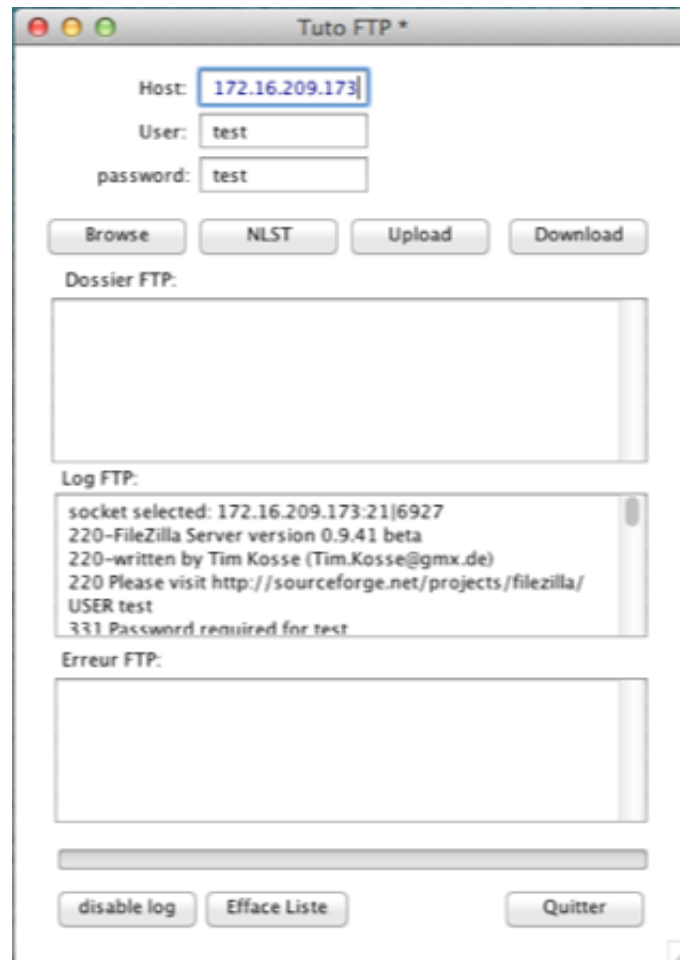 Tuto FTP *
Host: 172.16.209.173
User: test
password: test
Browse NLST Upload Download
Dossier FTP:
Log FTP:
socket selected: 172.16.209.173:21|6927
220-FileZilla Server version 0.9.41 beta
220-written by Tim Kosse (Tim.Kosse@gmx.de)
220 Please visit http://sourceforge.net/projects/filezilla/
USER test
331 Password required for test
Erreur FTP:
disable log Efface Liste Quitter